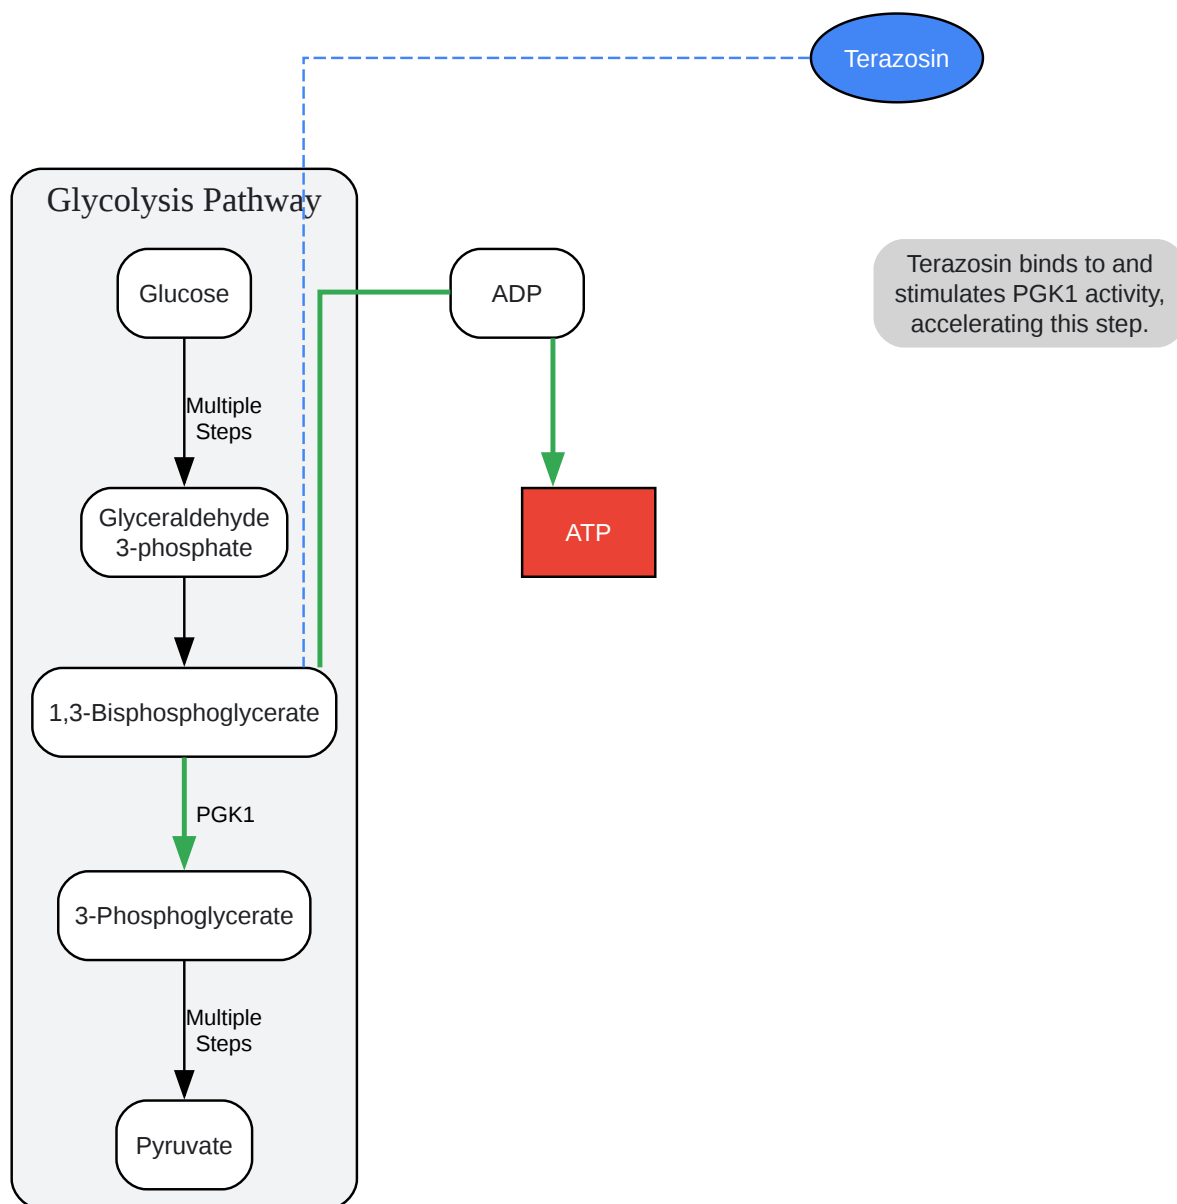 Terazosin
Glycolysis Pathway
Glucose
ADP
Terazosin binds to and
stimulates PGK1 activity,
accelerating this step.
Multiple
Steps
Glyceraldehyde
3-phosphate
ATP
1,3-Bisphosphoglycerate
PGK1
3-Phosphoglycerate
Multiple
Steps
Pyruvate